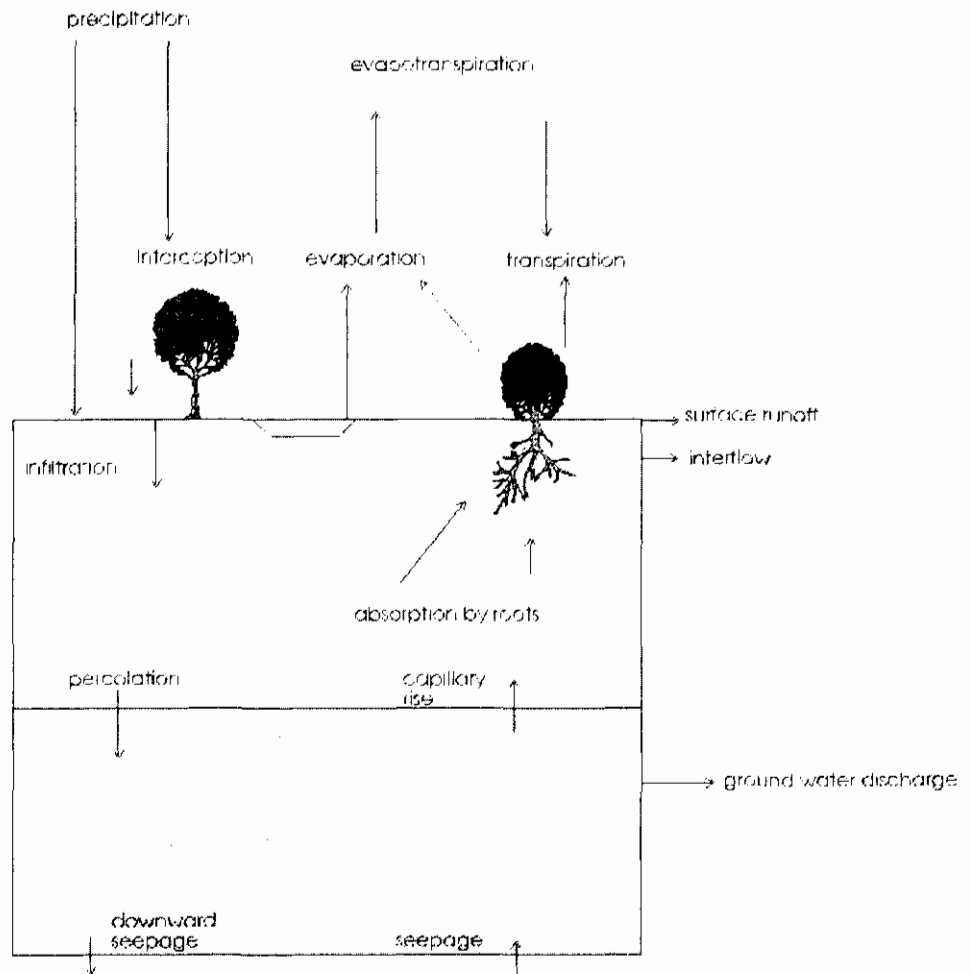 precipitation
evapotranspiration
interception
evaporation
transpiration
surface runoff
infiltration
interflow
absorption by roots
percolation
capillary
rise
ground water discharge
downward
seepage
seepage